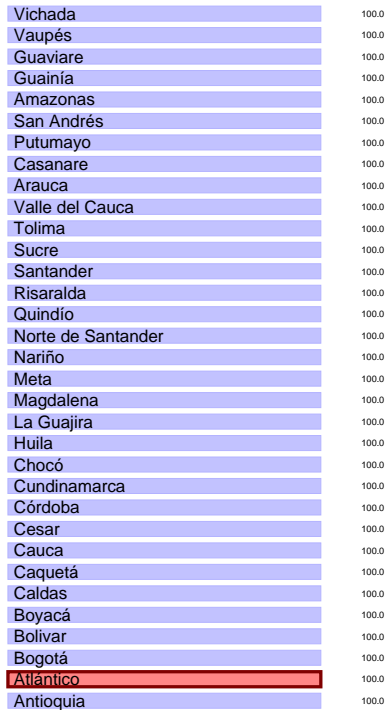 Vichada 100.0
Vaupés 100.0
Guaviare 100.0
Guainía 100.0
Amazonas 100.0
San Andrés 100.0
Putumayo 100.0
Casanare 100.0
Arauca 100.0
Valle del Cauca 100.0
Tolima 100.0
Sucre 100.0
Santander 100.0
Risaralda 100.0
Quindío 100.0
Norte de Santander 100.0
Nariño 100.0
Meta 100.0
Magdalena 100.0
La Guajira 100.0
Huila 100.0
Chocó 100.0
Cundinamarca 100.0
Córdoba 100.0
Cesar 100.0
Cauca 100.0
Caquetá 100.0
Caldas 100.0
Boyacá 100.0
Bolivar 100.0
Bogotá 100.0
Atlántico 100.0
Antioquia 100.0